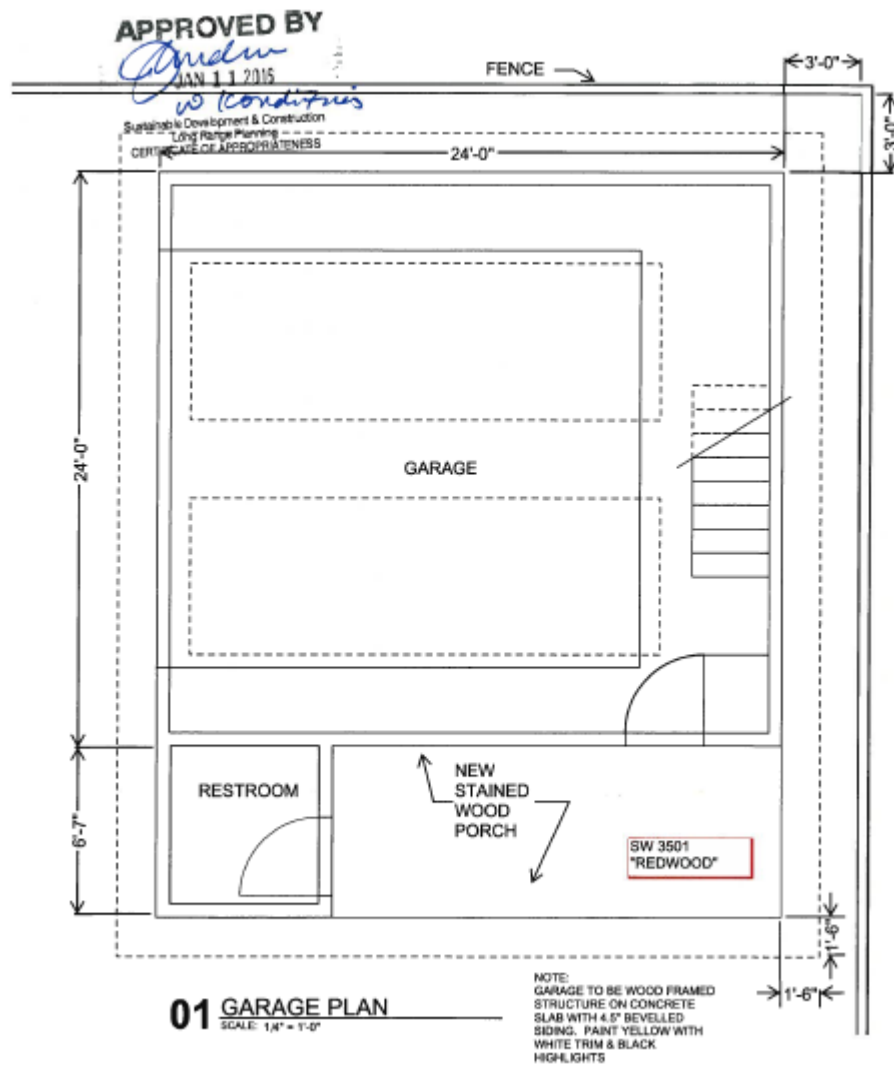 APPROVED BY
JAN 1 1 2016
w Conditions
Sustainable Development & Construction
Long Range Planning
CERTIFICATE OF APPROPRIATENESS
FENCE
3'-0"
3'-0"
24'-0"
24'-0"
GARAGE
6'-7"
RESTROOM
NEW
STAINED
WOOD
PORCH
SW 3501
"REDWOOD"
1'-6"
1'-6"
01 GARAGE PLAN
SCALE: 1/4" = 1'-0"
NOTE:
GARAGE TO BE WOOD FRAMED
STRUCTURE ON CONCRETE
SLAB WITH 4.5" BEVELLED
SIDING. PAINT YELLOW WITH
WHITE TRIM & BLACK
HIGHLIGHTS